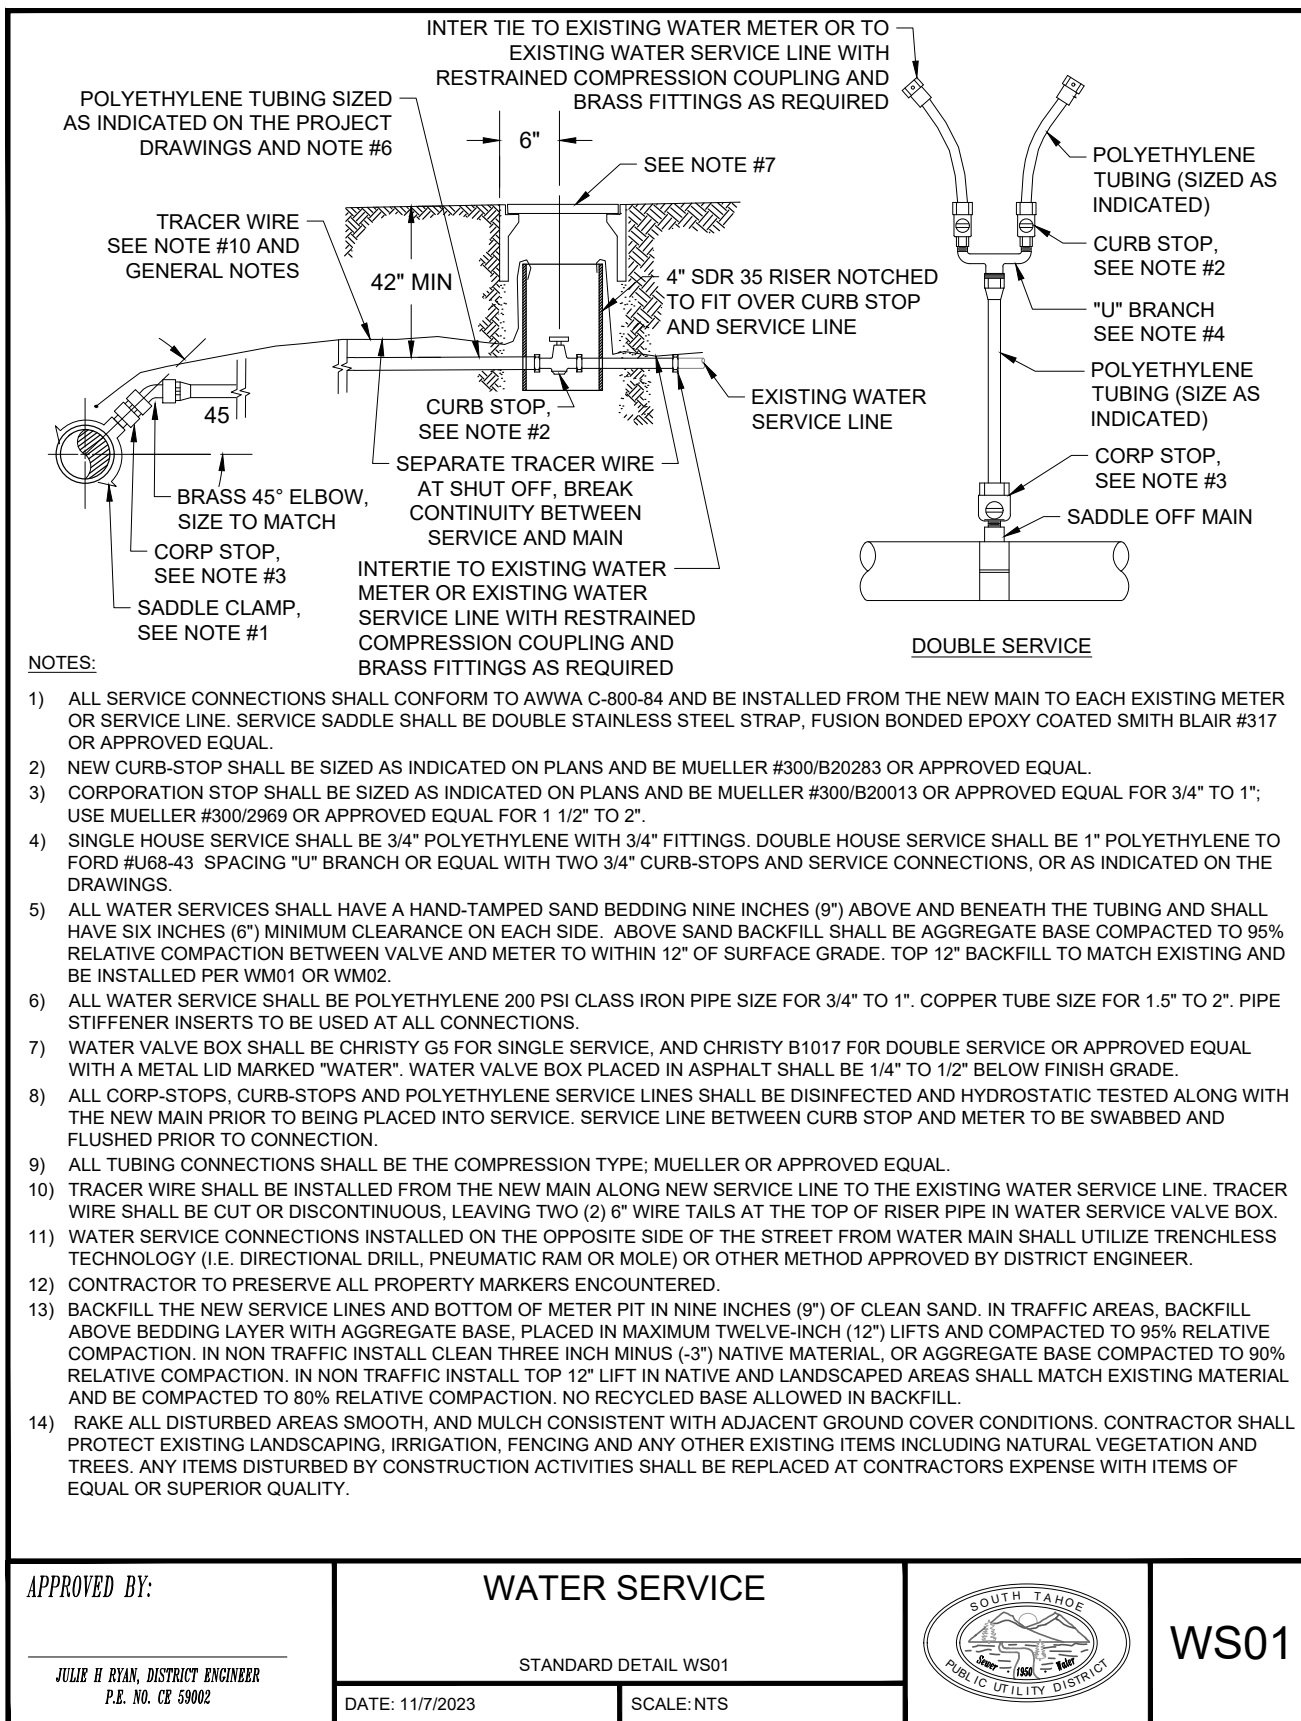 INTER TIE TO EXISTING WATER METER OR TO
EXISTING WATER SERVICE LINE WITH
RESTRAINED COMPRESSION COUPLING AND
BRASS FITTINGS AS REQUIRED
POLYETHYLENE TUBING SIZED
AS INDICATED ON THE PROJECT
DRAWINGS AND NOTE #6
6"
SEE NOTE #7
TRACER WIRE
SEE NOTE #10 AND
GENERAL NOTES
42" MIN
4" SDR 35 RISER NOTCHED
TO FIT OVER CURB STOP
AND SERVICE LINE
POLYETHYLENE
TUBING (SIZED AS
INDICATED)
CURB STOP,
SEE NOTE #2
"U" BRANCH
SEE NOTE #4
POLYETHYLENE
TUBING (SIZE AS
INDICATED)
CORP STOP,
SEE NOTE #3
SADDLE OFF MAIN
EXISTING WATER
SERVICE LINE
CURB STOP,
SEE NOTE #2
45
SEPARATE TRACER WIRE
AT SHUT OFF, BREAK
CONTINUITY BETWEEN
SERVICE AND MAIN
BRASS 45° ELBOW,
SIZE TO MATCH
CORP STOP,
SEE NOTE #3
SADDLE CLAMP,
SEE NOTE #1
INTERTIE TO EXISTING WATER
METER OR EXISTING WATER
SERVICE LINE WITH RESTRAINED
COMPRESSION COUPLING AND
BRASS FITTINGS AS REQUIRED
DOUBLE SERVICE
NOTES:
1) ALL SERVICE CONNECTIONS SHALL CONFORM TO AWWA C-800-84 AND BE INSTALLED FROM THE NEW MAIN TO EACH EXISTING METER
OR SERVICE LINE. SERVICE SADDLE SHALL BE DOUBLE STAINLESS STEEL STRAP, FUSION BONDED EPOXY COATED SMITH BLAIR #317
OR APPROVED EQUAL.
2) NEW CURB-STOP SHALL BE SIZED AS INDICATED ON PLANS AND BE MUELLER #300/B20283 OR APPROVED EQUAL.
3) CORPORATION STOP SHALL BE SIZED AS INDICATED ON PLANS AND BE MUELLER #300/B20013 OR APPROVED EQUAL FOR 3/4" TO 1";
USE MUELLER #300/2969 OR APPROVED EQUAL FOR 1 1/2" TO 2".
4) SINGLE HOUSE SERVICE SHALL BE 3/4" POLYETHYLENE WITH 3/4" FITTINGS. DOUBLE HOUSE SERVICE SHALL BE 1" POLYETHYLENE TO
FORD #U68-43 SPACING "U" BRANCH OR EQUAL WITH TWO 3/4" CURB-STOPS AND SERVICE CONNECTIONS, OR AS INDICATED ON THE
DRAWINGS.
5) ALL WATER SERVICES SHALL HAVE A HAND-TAMPED SAND BEDDING NINE INCHES (9") ABOVE AND BENEATH THE TUBING AND SHALL
HAVE SIX INCHES (6") MINIMUM CLEARANCE ON EACH SIDE. ABOVE SAND BACKFILL SHALL BE AGGREGATE BASE COMPACTED TO 95%
RELATIVE COMPACTION BETWEEN VALVE AND METER TO WITHIN 12" OF SURFACE GRADE. TOP 12" BACKFILL TO MATCH EXISTING AND
BE INSTALLED PER WM01 OR WM02.
6) ALL WATER SERVICE SHALL BE POLYETHYLENE 200 PSI CLASS IRON PIPE SIZE FOR 3/4" TO 1". COPPER TUBE SIZE FOR 1.5" TO 2". PIPE
STIFFENER INSERTS TO BE USED AT ALL CONNECTIONS.
7) WATER VALVE BOX SHALL BE CHRISTY G5 FOR SINGLE SERVICE, AND CHRISTY B1017 F0R DOUBLE SERVICE OR APPROVED EQUAL
WITH A METAL LID MARKED "WATER". WATER VALVE BOX PLACED IN ASPHALT SHALL BE 1/4" TO 1/2" BELOW FINISH GRADE.
8) ALL CORP-STOPS, CURB-STOPS AND POLYETHYLENE SERVICE LINES SHALL BE DISINFECTED AND HYDROSTATIC TESTED ALONG WITH
THE NEW MAIN PRIOR TO BEING PLACED INTO SERVICE. SERVICE LINE BETWEEN CURB STOP AND METER TO BE SWABBED AND
FLUSHED PRIOR TO CONNECTION.
9) ALL TUBING CONNECTIONS SHALL BE THE COMPRESSION TYPE; MUELLER OR APPROVED EQUAL.
10) TRACER WIRE SHALL BE INSTALLED FROM THE NEW MAIN ALONG NEW SERVICE LINE TO THE EXISTING WATER SERVICE LINE. TRACER
WIRE SHALL BE CUT OR DISCONTINUOUS, LEAVING TWO (2) 6" WIRE TAILS AT THE TOP OF RISER PIPE IN WATER SERVICE VALVE BOX.
11) WATER SERVICE CONNECTIONS INSTALLED ON THE OPPOSITE SIDE OF THE STREET FROM WATER MAIN SHALL UTILIZE TRENCHLESS
TECHNOLOGY (I.E. DIRECTIONAL DRILL, PNEUMATIC RAM OR MOLE) OR OTHER METHOD APPROVED BY DISTRICT ENGINEER.
12) CONTRACTOR TO PRESERVE ALL PROPERTY MARKERS ENCOUNTERED.
13) BACKFILL THE NEW SERVICE LINES AND BOTTOM OF METER PIT IN NINE INCHES (9") OF CLEAN SAND. IN TRAFFIC AREAS, BACKFILL
ABOVE BEDDING LAYER WITH AGGREGATE BASE, PLACED IN MAXIMUM TWELVE-INCH (12") LIFTS AND COMPACTED TO 95% RELATIVE
COMPACTION. IN NON TRAFFIC INSTALL CLEAN THREE INCH MINUS (-3") NATIVE MATERIAL, OR AGGREGATE BASE COMPACTED TO 90%
RELATIVE COMPACTION. IN NON TRAFFIC INSTALL TOP 12" LIFT IN NATIVE AND LANDSCAPED AREAS SHALL MATCH EXISTING MATERIAL
AND BE COMPACTED TO 80% RELATIVE COMPACTION. NO RECYCLED BASE ALLOWED IN BACKFILL.
14) RAKE ALL DISTURBED AREAS SMOOTH, AND MULCH CONSISTENT WITH ADJACENT GROUND COVER CONDITIONS. CONTRACTOR SHALL
PROTECT EXISTING LANDSCAPING, IRRIGATION, FENCING AND ANY OTHER EXISTING ITEMS INCLUDING NATURAL VEGETATION AND
TREES. ANY ITEMS DISTURBED BY CONSTRUCTION ACTIVITIES SHALL BE REPLACED AT CONTRACTORS EXPENSE WITH ITEMS OF
EQUAL OR SUPERIOR QUALITY.
APPROVED BY:
JULIE H RYAN, DISTRICT ENGINEER
P.E. NO. CE 59002
WATER SERVICE
STANDARD DETAIL WS01
DATE: 11/7/2023
SCALE: NTS
SOUTH TAHOE
Sewer 1950 Water
PUBLIC UTILITY DISTRICT
WS01